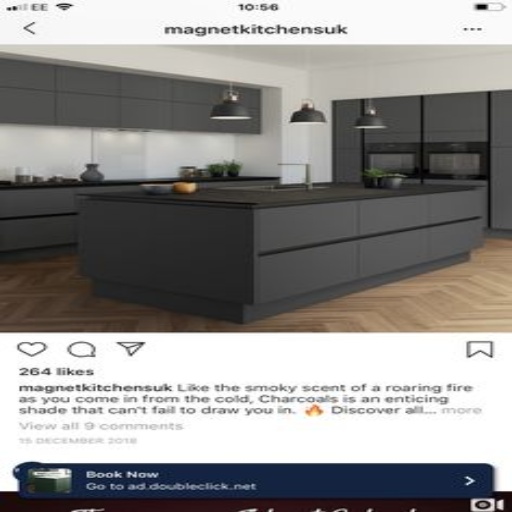 EE 10:56
magnetkitchensuk ...
264 likes
magnetkitchensuk Like the smoky scent of a roaring fire
as you come in from the cold, Charcoals is an enticing
shade that can't fail to draw you in. 🔥 Discover all... more
View all 9 comments
15 DECEMBER 2018
Book Now
Go to ad.doubleclick.net